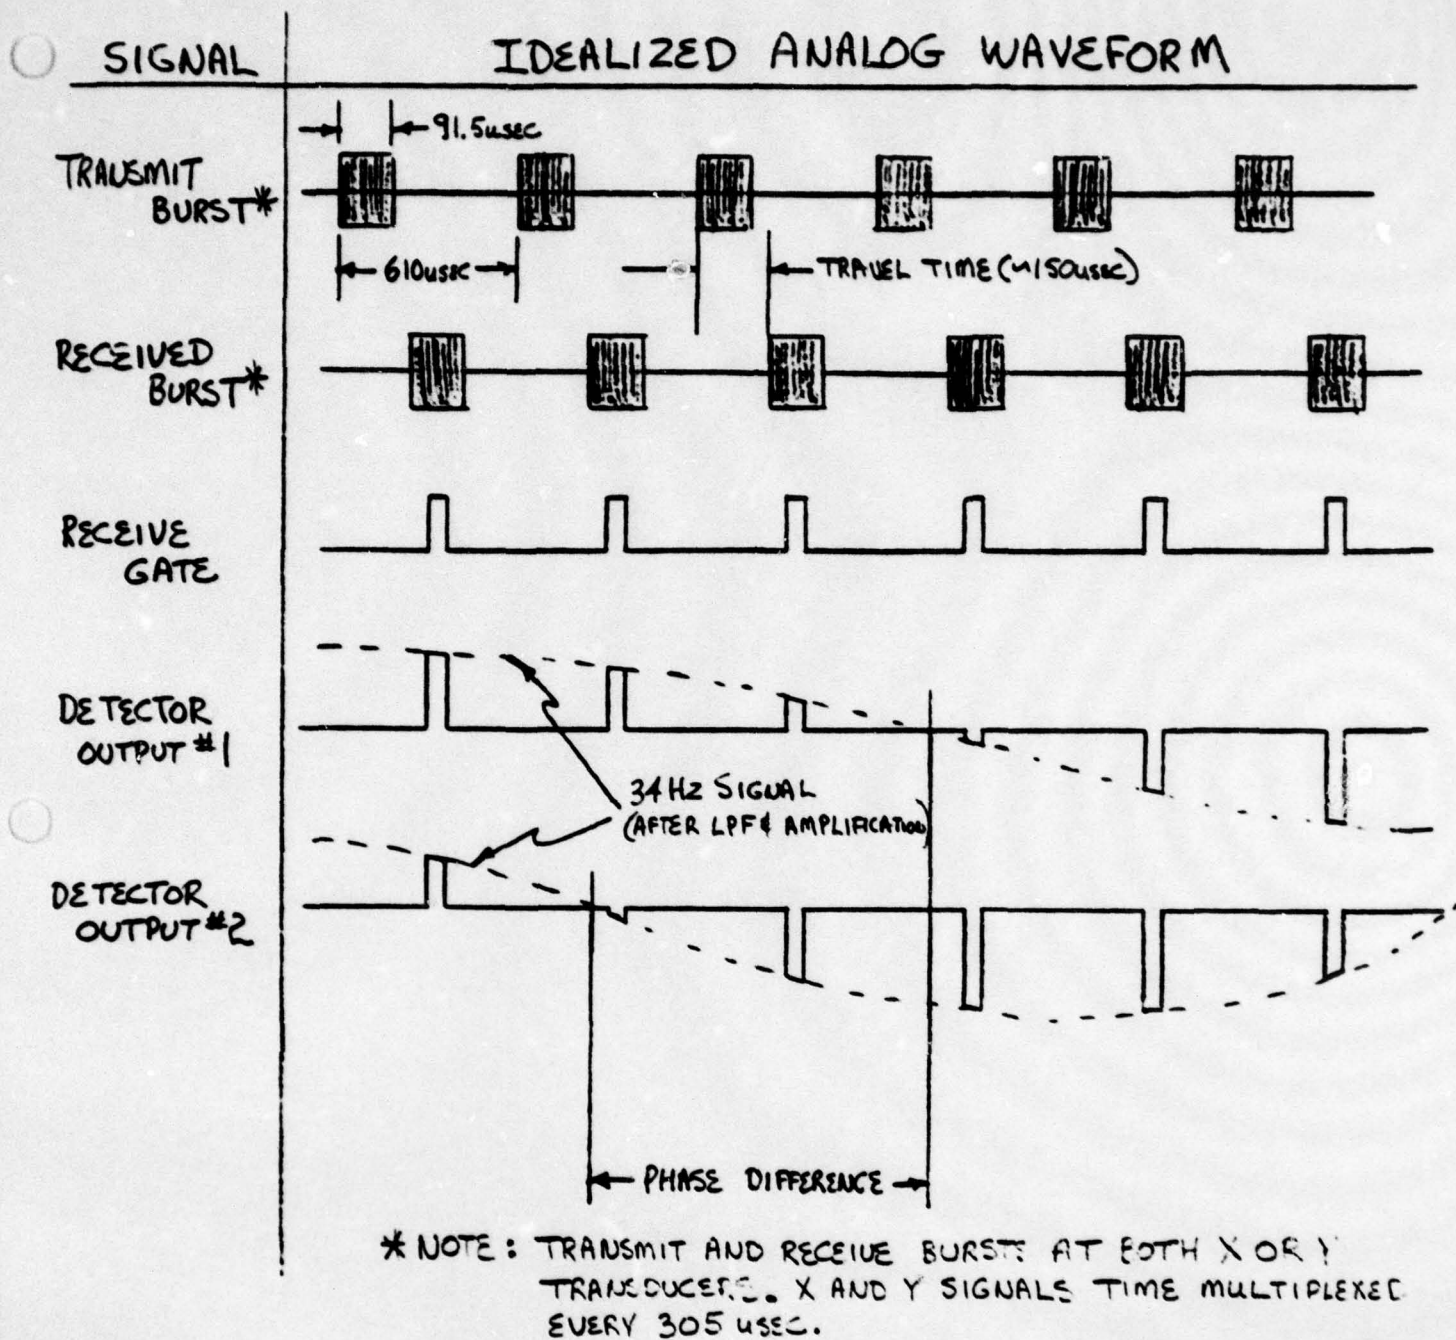 SIGNAL
IDEALIZED ANALOG WAVEFORM
91.5usec
TRANSMIT
BURST*
610usec
TRAVEL TIME (~150usec)
RECEIVED
BURST*
RECEIVE
GATE
DETECTOR
OUTPUT #1
34 Hz SIGNAL
(AFTER LPF & AMPLIFICATION)
DETECTOR
OUTPUT #2
PHASE DIFFERENCE
* NOTE: TRANSMIT AND RECEIVE BURSTS AT BOTH X OR Y
TRANSDUCERS. X AND Y SIGNALS TIME MULTIPLEXED
EVERY 305 usec.